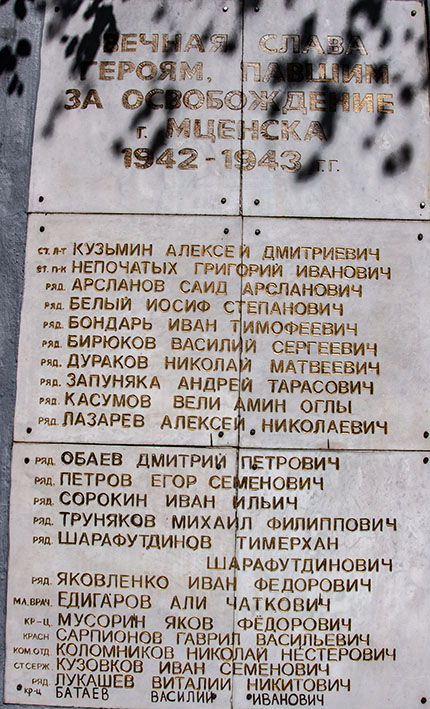 ВЕЧНАЯ СЛАВА
ГЕРОЯМ, ПАВШИМ
ЗА ОСВОБОЖДЕНИЕ
г. МЦЕНСКА
1942-1943 г.г.
СТ. Л-Т КУЗЬМИН АЛЕКСЕЙ ДМИТРИЕВИЧ
НЕПОЧАТЫХ ГРИГОРИЙ ИВАНОВИЧ
РЯД. АРСЛАНОВ САИД АРСЛАНОВИЧ
РЯД. БЕЛЫЙ ИОСИФ СТЕПАНОВИЧ
РЯД. БОНДАРЬ ИВАН ТИМОФЕЕВИЧ
РЯД. БИРЮКОВ ВАСИЛИЙ СЕРГЕЕВИЧ
РЯД. ДУРАКОВ НИКОЛАЙ МАТВЕЕВИЧ
РЯД. ЗАПУНЯКА АНДРЕЙ ТАРАСОВИЧ
РЯД. КАСУМОВ ВЕЛИ АМИН ОГЛЫ
РЯД. ЛАЗАРЕВ АЛЕКСЕЙ НИКОЛАЕВИЧ
РЯД. ОБАЕВ ДМИТРИЙ ПЕТРОВИЧ
РЯД. ПЕТРОВ ЕГОР СЕМЕНОВИЧ
РЯД. СОРОКИН ИВАН ИЛЬИЧ
РЯД. ТРУНЯКОВ МИХАИЛ ФИЛИППОВИЧ
РЯД. ШАРАФУТДИНОВ ТИМЕРХАН
ШАРАФУТДИНОВИЧ
РЯД. ЯКОВЛЕНКО ИВАН ФЕДОРОВИЧ
МЛ. ВРАЧ. ЕДИГАРОВ АЛИ ЧАТКОВИЧ
КР-Ц. МУСОРИН ЯКОВ ФЁДОРОВИЧ
КРАСН САРПИОНОВ ГАВРИЛ ВАСИЛЬЕВИЧ
КОМ. ОТД. КОЛОМНИКОВ НИКОЛАЙ НЕСТЕРОВИЧ
СТ СЕРЖ. КУЗОВКОВ ИВАН СЕМЕНОВИЧ
РЯД. ЛУКАШЕВ ВИТАЛИЙ НИКИТОВИЧ
КР-Ц БАТАЕВ ВАСИЛИЙ ИВАНОВИЧ